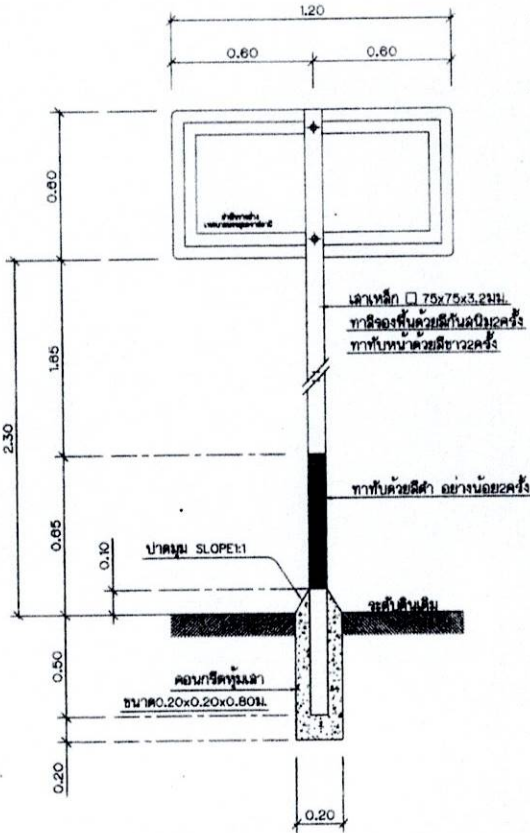 1.20
0.60
0.60
0.60
เสาเหล็ก □ 75x75x3.2มม.
ทาสีรองพื้นด้วยสีกันสนิม2ครั้ง
ทาทับหน้าด้วยสีขาว2ครั้ง
1.65
2.30
ทาทับด้วยสีดำ อย่างน้อย2ครั้ง
0.65
0.10
ปาดมุม SLOPE1:1
ระดับดินเดิม
0.50
คอนกรีตหุ้มเสา
ขนาด0.20x0.20x0.80ม.
0.20
0.20